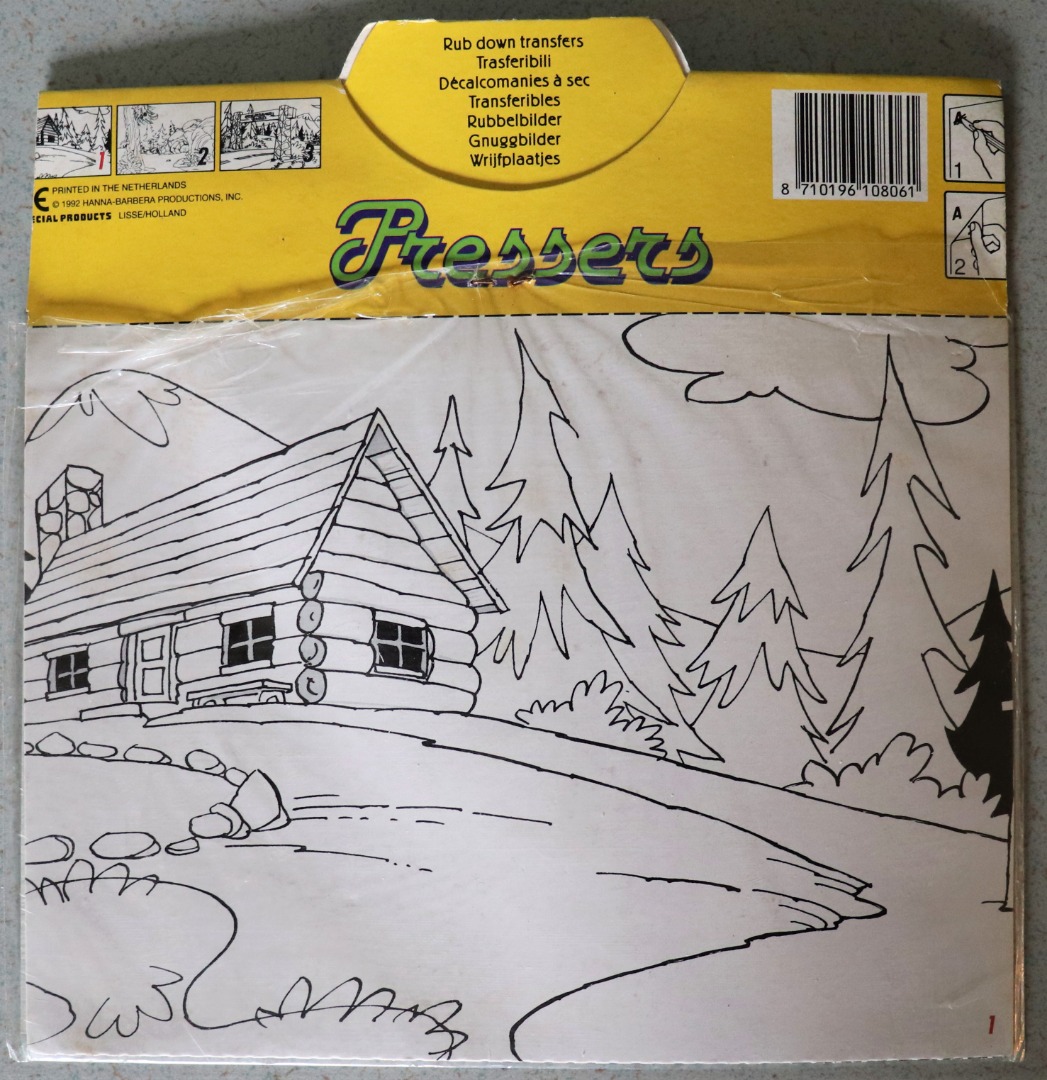 Rub down transfers
Trasferibili
Décalcomanies à sec
Transferibles
Rubbelbilder
Gnuggbilder
Wrijfplaatjes
1
2
3
PRINTED IN THE NETHERLANDS
© 1992 HANNA-BARBERA PRODUCTIONS, INC.
ECIAL PRODUCTS LISSE/HOLLAND
8 710196 108061
A
1
A
2
Pressers
1